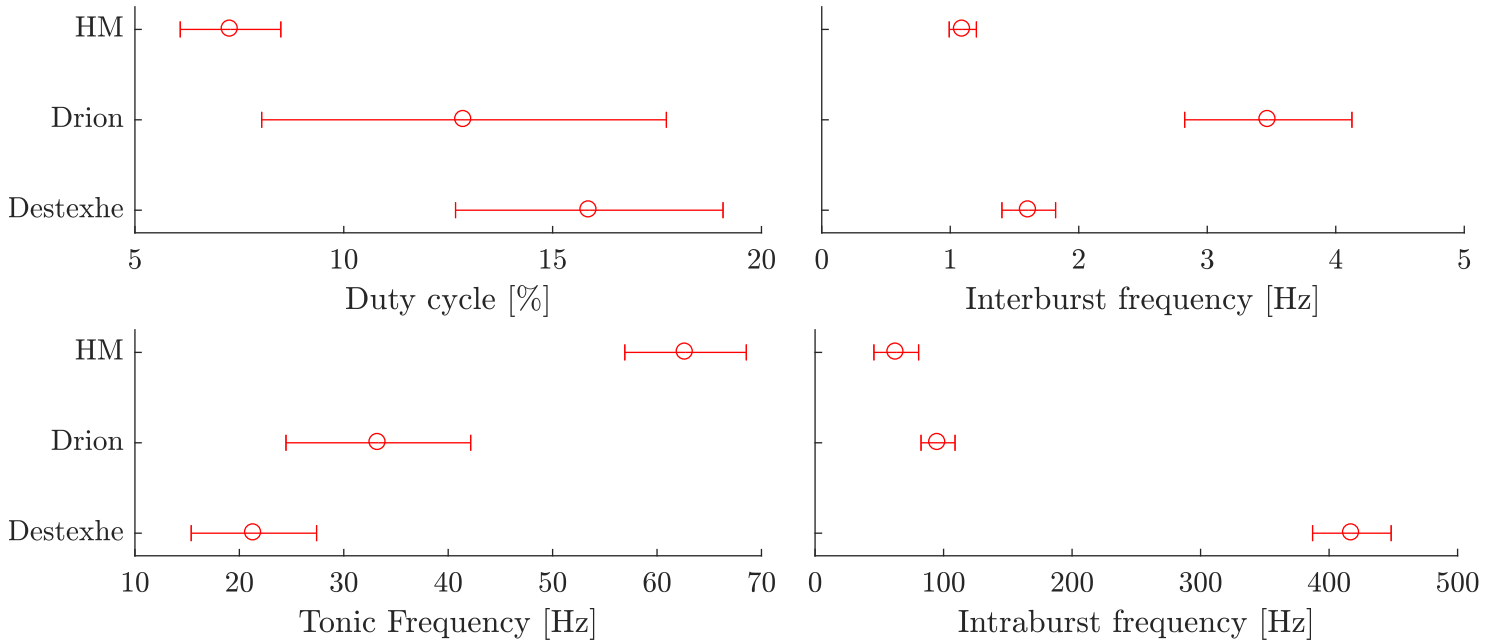 HM
Drion
Destexhe
5 10 15 20
Duty cycle [%]
0 1 2 3 4 5
Interburst frequency [Hz]
HM
Drion
Destexhe
10 20 30 40 50 60 70
Tonic Frequency [Hz]
0 100 200 300 400 500
Intraburst frequency [Hz]